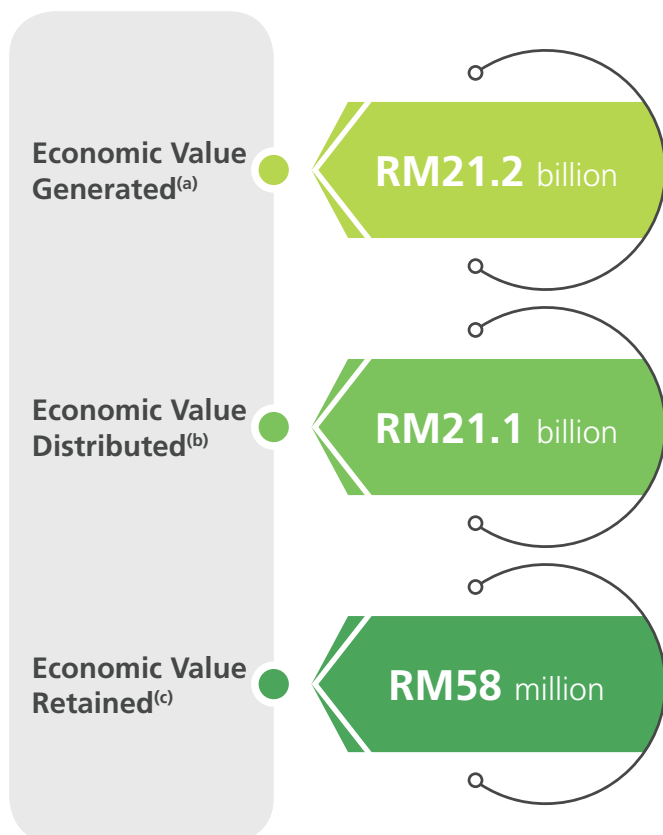 Economic Value
Generated(a)
RM21.2 billion
Economic Value
Distributed(b)
RM21.1 billion
Economic Value
Retained(c)
RM58 million